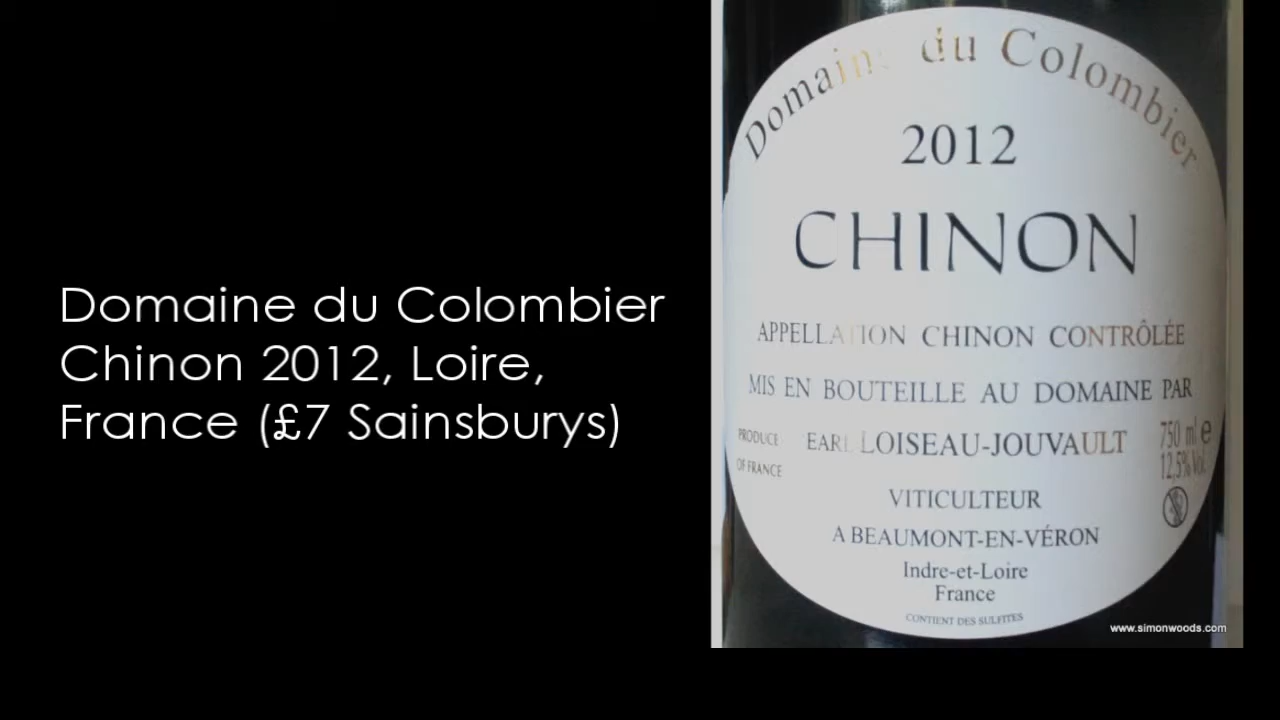 Domaine du Colombier
Chinon 2012, Loire,
France (£7 Sainsburys)
Domaine du Colombier
2012
CHINON
APPELLATION CHINON CONTRÔLÉE
MIS EN BOUTEILLE AU DOMAINE PAR
PRODUCE
OF FRANCE
EARL LOISEAU-JOUVAULT
750 ml e
12,5% Vol.
VITICULTEUR
A BEAUMONT-EN-VÉRON
Indre-et-Loire
France
CONTIENT DES SULFITES
www.simonwoods.com